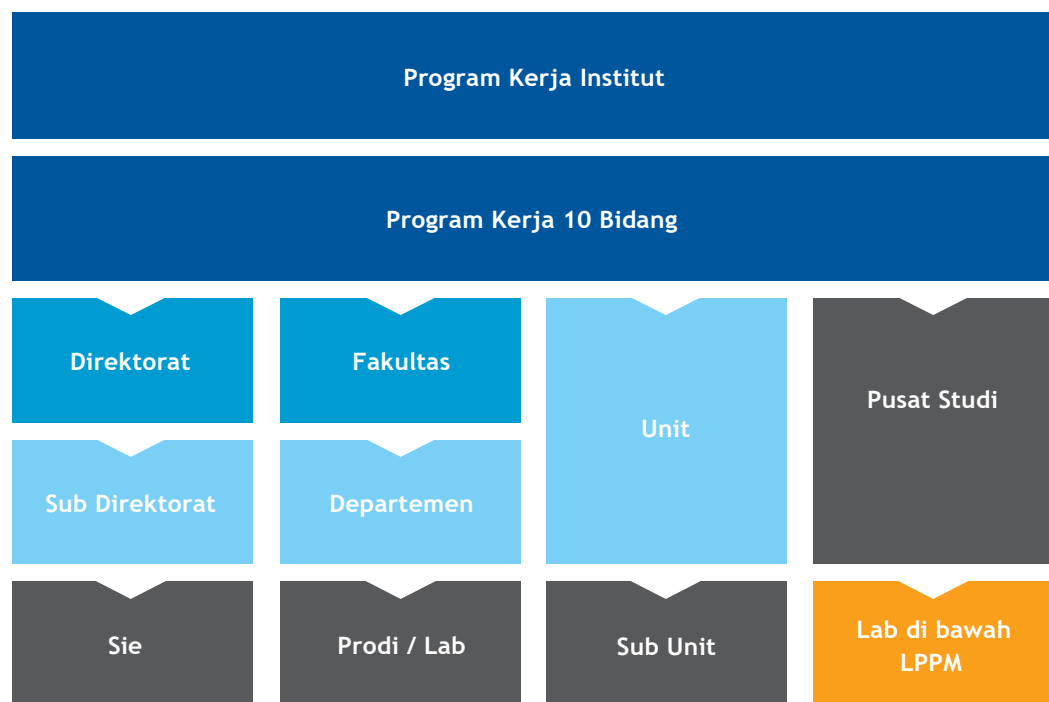 Program Kerja Institut
Program Kerja 10 Bidang
Direktorat
Fakultas
Unit
Pusat Studi
Sub Direktorat
Departemen
Sie
Prodi / Lab
Sub Unit
Lab di bawah
LPPM